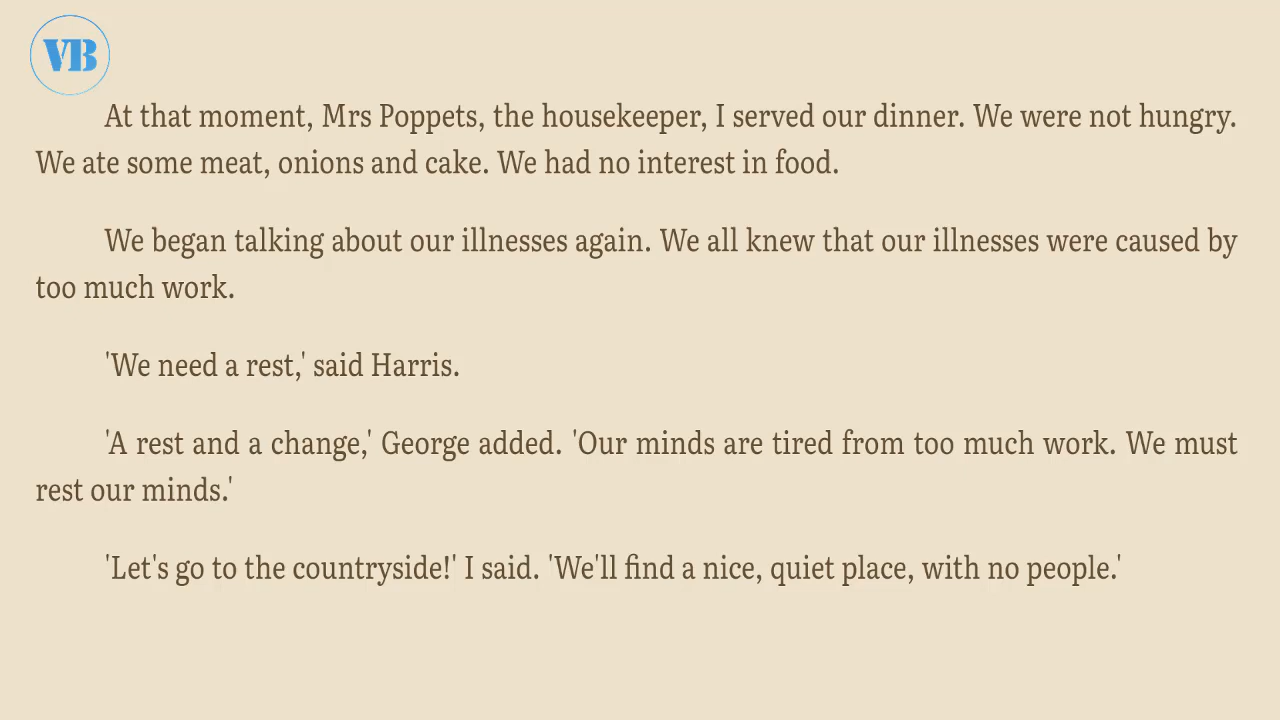 VB
At that moment, Mrs Poppets, the housekeeper, I served our dinner. We were not hungry.
We ate some meat, onions and cake. We had no interest in food.
We began talking about our illnesses again. We all knew that our illnesses were caused by
too much work.
'We need a rest,' said Harris.
'A rest and a change,' George added. 'Our minds are tired from too much work. We must
rest our minds.'
'Let's go to the countryside!' I said. 'We'll find a nice, quiet place, with no people.'